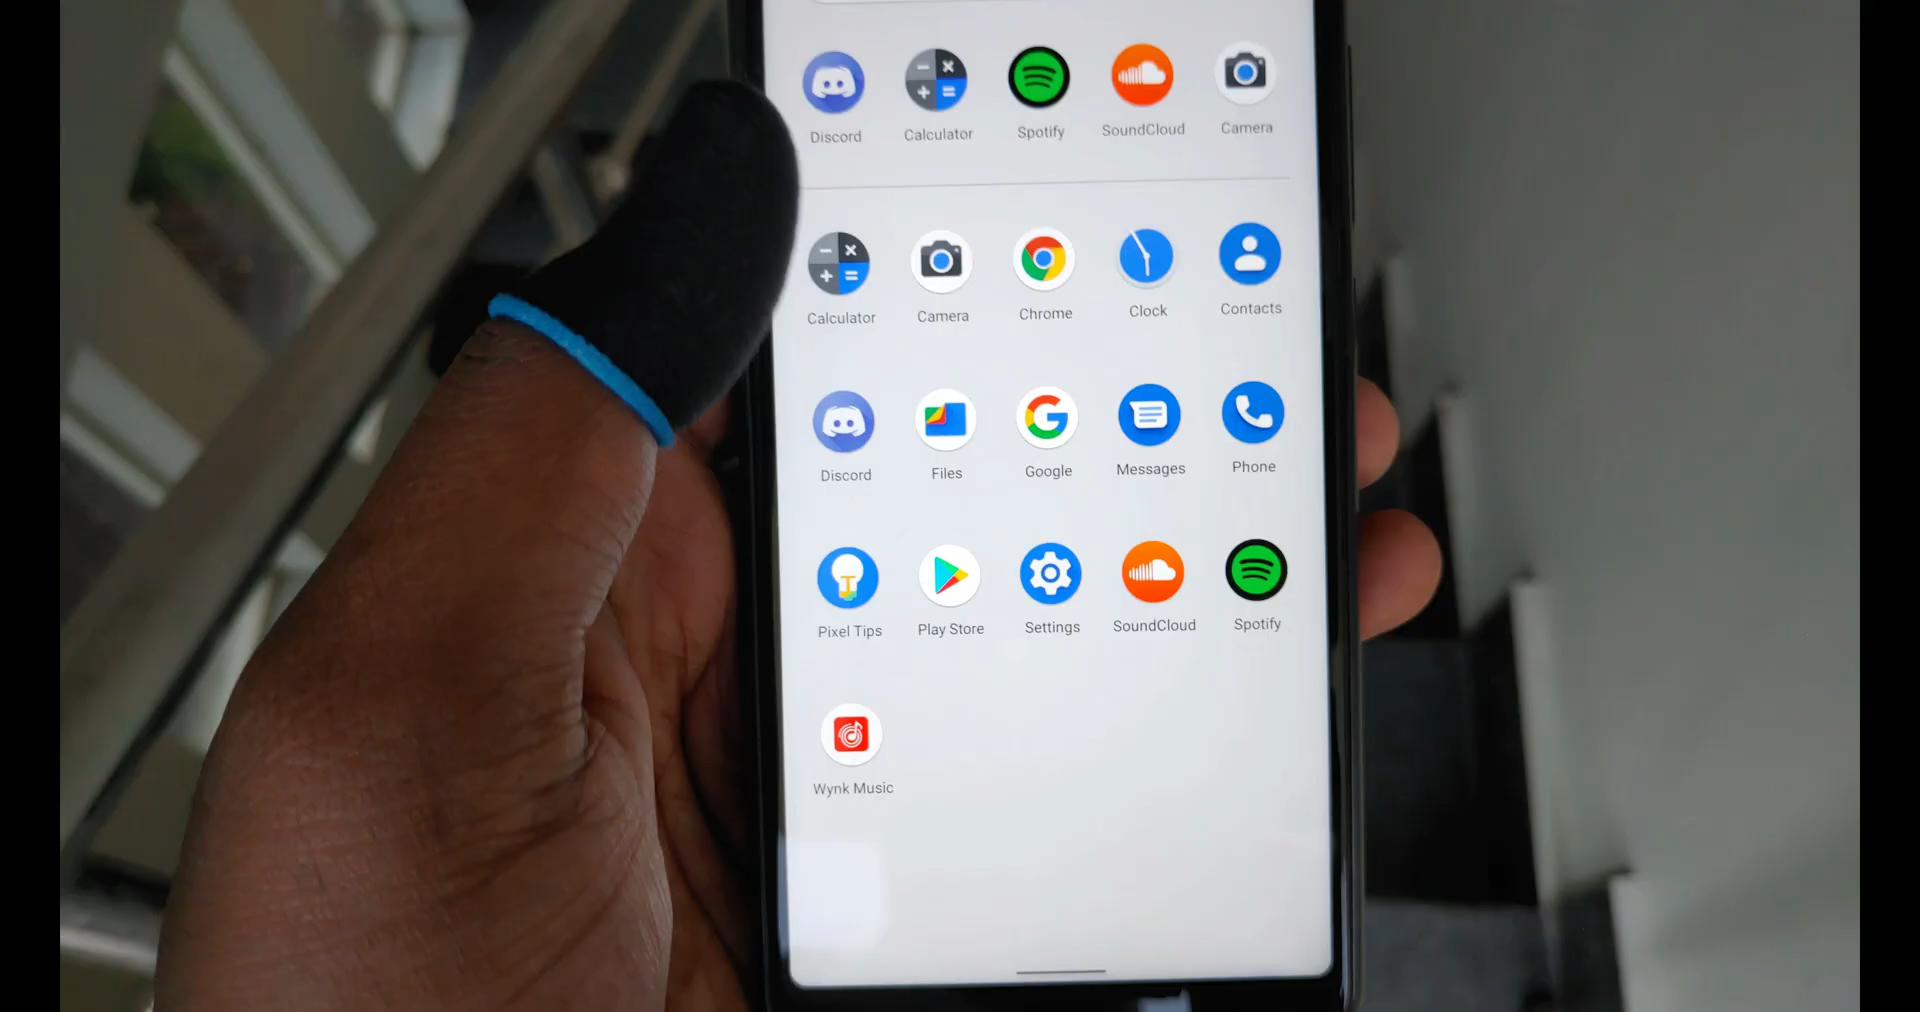 Discord Calculator Spotify SoundCloud Camera
Calculator Camera Chrome Clock Contacts
Discord Files Google Messages Phone
Pixel Tips Play Store Settings SoundCloud Spotify
Wynk Music